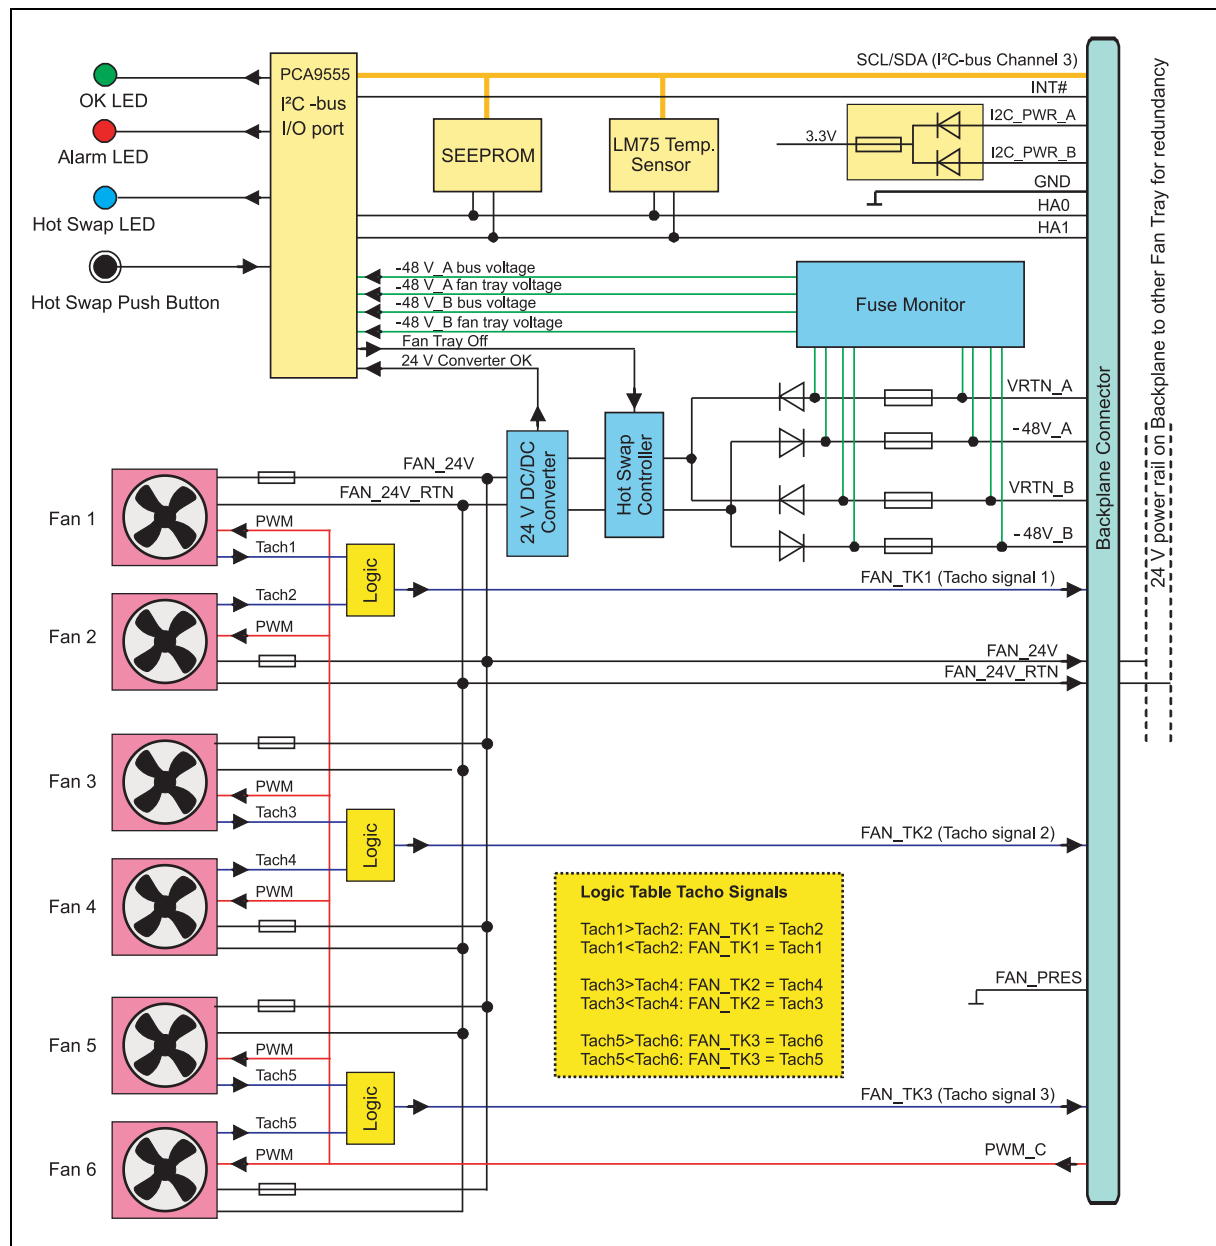 SCL/SDA (I²C-bus Channel 3)
PCA9555
I²C -bus
I/O port
INT#
OK LED
I2C_PWR_A
3.3V
I2C_PWR_B
Alarm LED
SEEPROM
LM75 Temp.
Sensor
GND
HA0
HA1
Hot Swap LED
Hot Swap Push Button
-48 V_A bus voltage
-48 V_A fan tray voltage
-48 V_B bus voltage
-48 V_B fan tray voltage
Fan Tray Off
24 V Converter OK
Fuse Monitor
VRTN_A
-48V_A
VRTN_B
-48V_B
24 V DC/DC
Converter
Hot Swap
Controller
Backplane Connector
24 V power rail on Backplane to other Fan Tray for redundancy
FAN_24V
FAN_24V_RTN
Fan 1
PWM
Tach1
Logic
FAN_TK1 (Tacho signal 1)
Tach2
Fan 2
PWM
FAN_24V
FAN_24V_RTN
Fan 3
PWM
Tach3
Logic
FAN_TK2 (Tacho signal 2)
Tach4
PWM
Fan 4
Logic Table Tacho Signals
Tach1>Tach2: FAN_TK1 = Tach2
Tach1<Tach2: FAN_TK1 = Tach1
Tach3>Tach4: FAN_TK2 = Tach4
Tach3<Tach4: FAN_TK2 = Tach3
Tach5>Tach6: FAN_TK3 = Tach6
Tach5<Tach6: FAN_TK3 = Tach5
FAN_PRES
Fan 5
PWM
Tach5
Logic
FAN_TK3 (Tacho signal 3)
Tach5
PWM
PWM_C
Fan 6